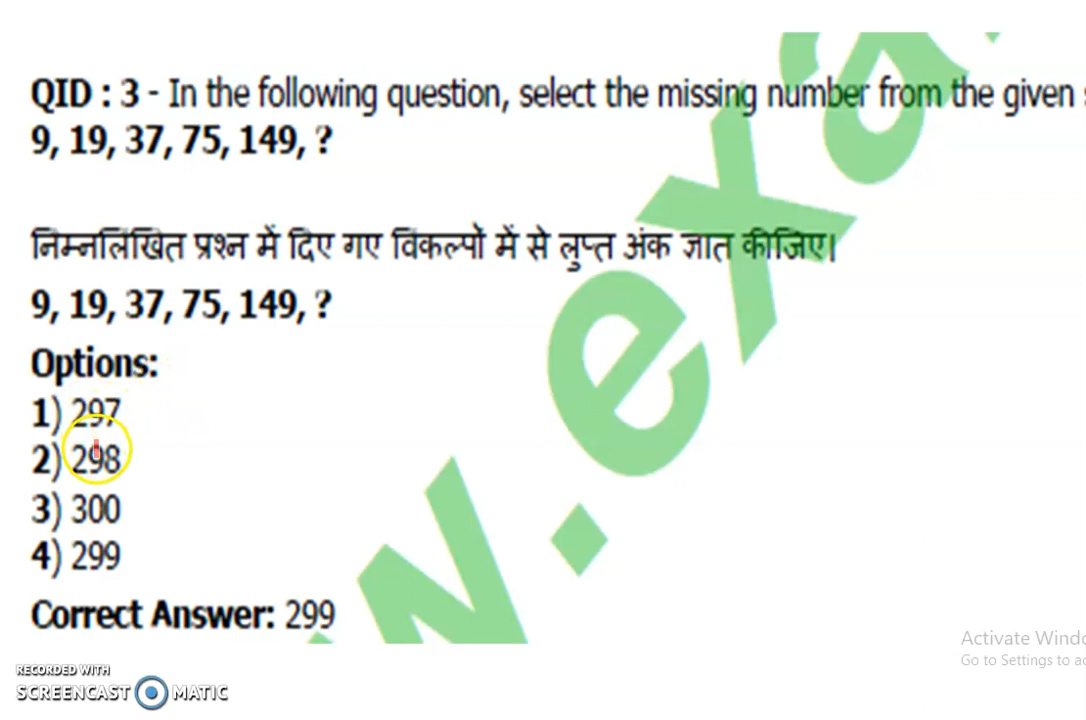 QID : 3 - In the following question, select the missing number from the given
9, 19, 37, 75, 149, ?
निम्नलिखित प्रश्न में दिए गए विकल्पो में से लुप्त अंक ज्ञात कीजिए।
9, 19, 37, 75, 149, ?
Options:
1) 297
2) 298
3) 300
4) 299
Correct Answer: 299
w.exa
Activate Windo
Go to Settings to ac
RECORDED WITH
SCREENCAST MATIC